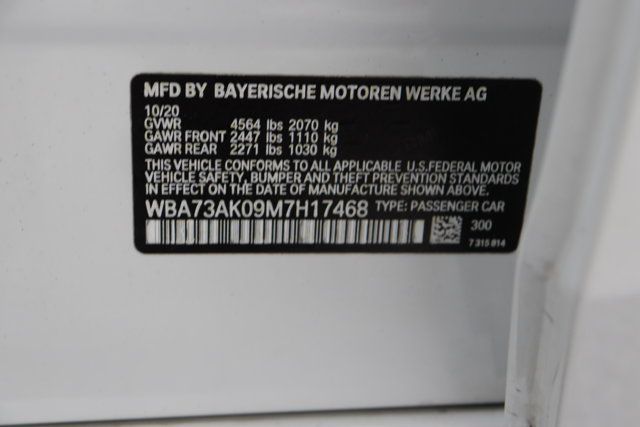 MFD BY BAYERISCHE MOTOREN WERKE AG
10/20
GVWR 4564 lbs 2070 kg
GAWR FRONT 2447 lbs 1110 kg
GAWR REAR 2271 lbs 1030 kg
THIS VEHICLE CONFORMS TO ALL APPLICABLE U.S.FEDERAL MOTOR
VEHICLE SAFETY, BUMPER AND THEFT PREVENTION STANDARDS
IN EFFECT ON THE DATE OF MANUFACTURE SHOWN ABOVE.
WBA73AK09M7H17468 TYPE: PASSENGER CAR
300
7 315 814